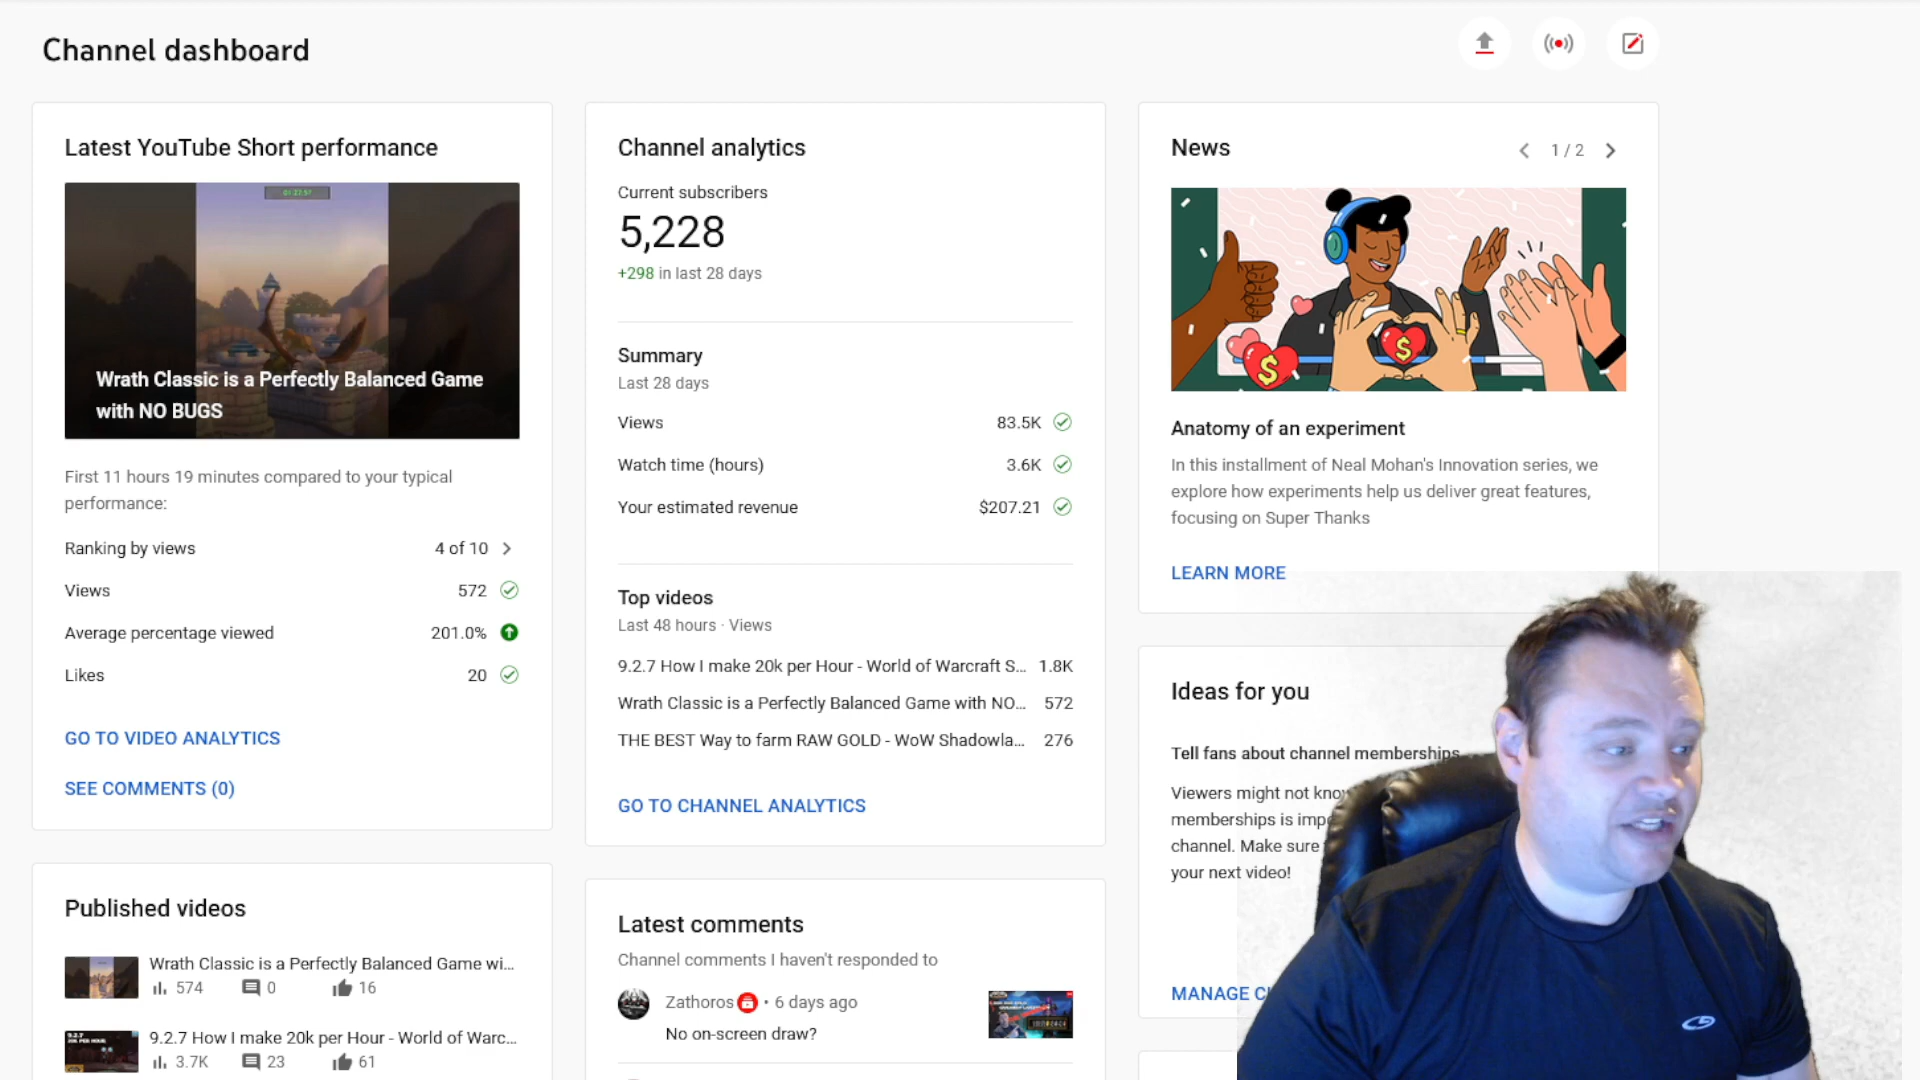 Channel dashboard
Latest YouTube Short performance
Wrath Classic is a Perfectly Balanced Game
with NO BUGS
First 11 hours 19 minutes compared to your typical
performance:
Ranking by views 4 of 10
Views 572
Average percentage viewed 201.0%
Likes 20
GO TO VIDEO ANALYTICS
SEE COMMENTS (0)
Published videos
Wrath Classic is a Perfectly Balanced Game wi...
574 0 16
9.2.7 How I make 20k per Hour - World of Warc...
3.7K 23 61
Channel analytics
Current subscribers
5,228
+298 in last 28 days
Summary
Last 28 days
Views 83.5K
Watch time (hours) 3.6K
Your estimated revenue $207.21
Top videos
Last 48 hours · Views
9.2.7 How I make 20k per Hour - World of Warcraft S... 1.8K
Wrath Classic is a Perfectly Balanced Game with NO... 572
THE BEST Way to farm RAW GOLD - WoW Shadowla... 276
GO TO CHANNEL ANALYTICS
Latest comments
Channel comments I haven't responded to
Zathoros • 6 days ago
No on-screen draw?
News
1 / 2
Anatomy of an experiment
In this installment of Neal Mohan's Innovation series, we
explore how experiments help us deliver great features,
focusing on Super Thanks
LEARN MORE
Ideas for you
Tell fans about channel memberships
Viewers might not
memberships is
channel. Make sure
your next video!
MANAGE